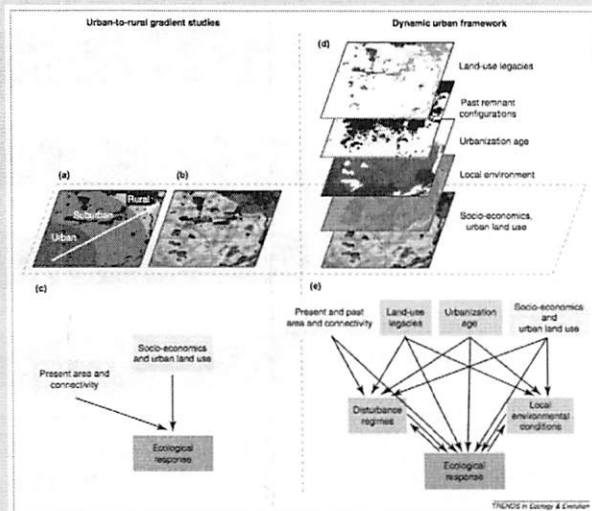 Urban-to-rural gradient studies
Dynamic urban framework
(d)
Land-use legacies
Past remnant
configurations
Urbanization age
Local environment
Socio-economics,
urban land use
(a)
(b)
Rural
Suburban
Urban
(c)
Socio-economics
and urban land use
Present area and
connectivity
Ecological
response
(e)
Present and past
area and connectivity
Land-use
legacies
Urbanization
age
Socio-economics
and
urban land use
Disturbance
regimes
Local
environmental
conditions
Ecological
response
TRENDS in Ecology & Evolution